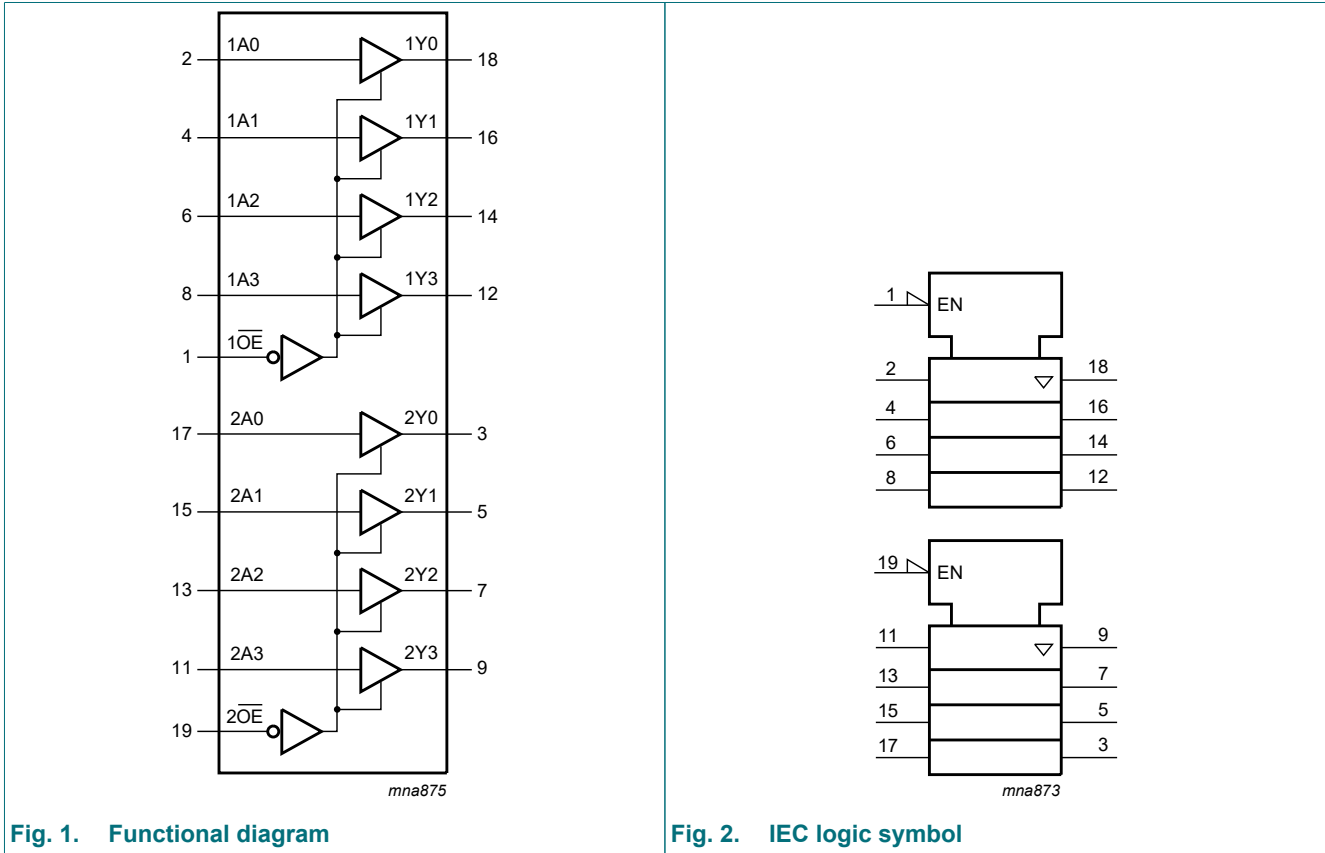 2 1A0 1Y0 18
4 1A1 1Y1 16
6 1A2 1Y2 14
8 1A3 1Y3 12
1 1O̅E̅
17 2A0 2Y0 3
15 2A1 2Y1 5
13 2A2 2Y2 7
11 2A3 2Y3 9
19 2O̅E̅
mna875
Fig. 1. Functional diagram
1 EN
2 18
4 16
6 14
8 12
19 EN
11 9
13 7
15 5
17 3
mna873
Fig. 2. IEC logic symbol